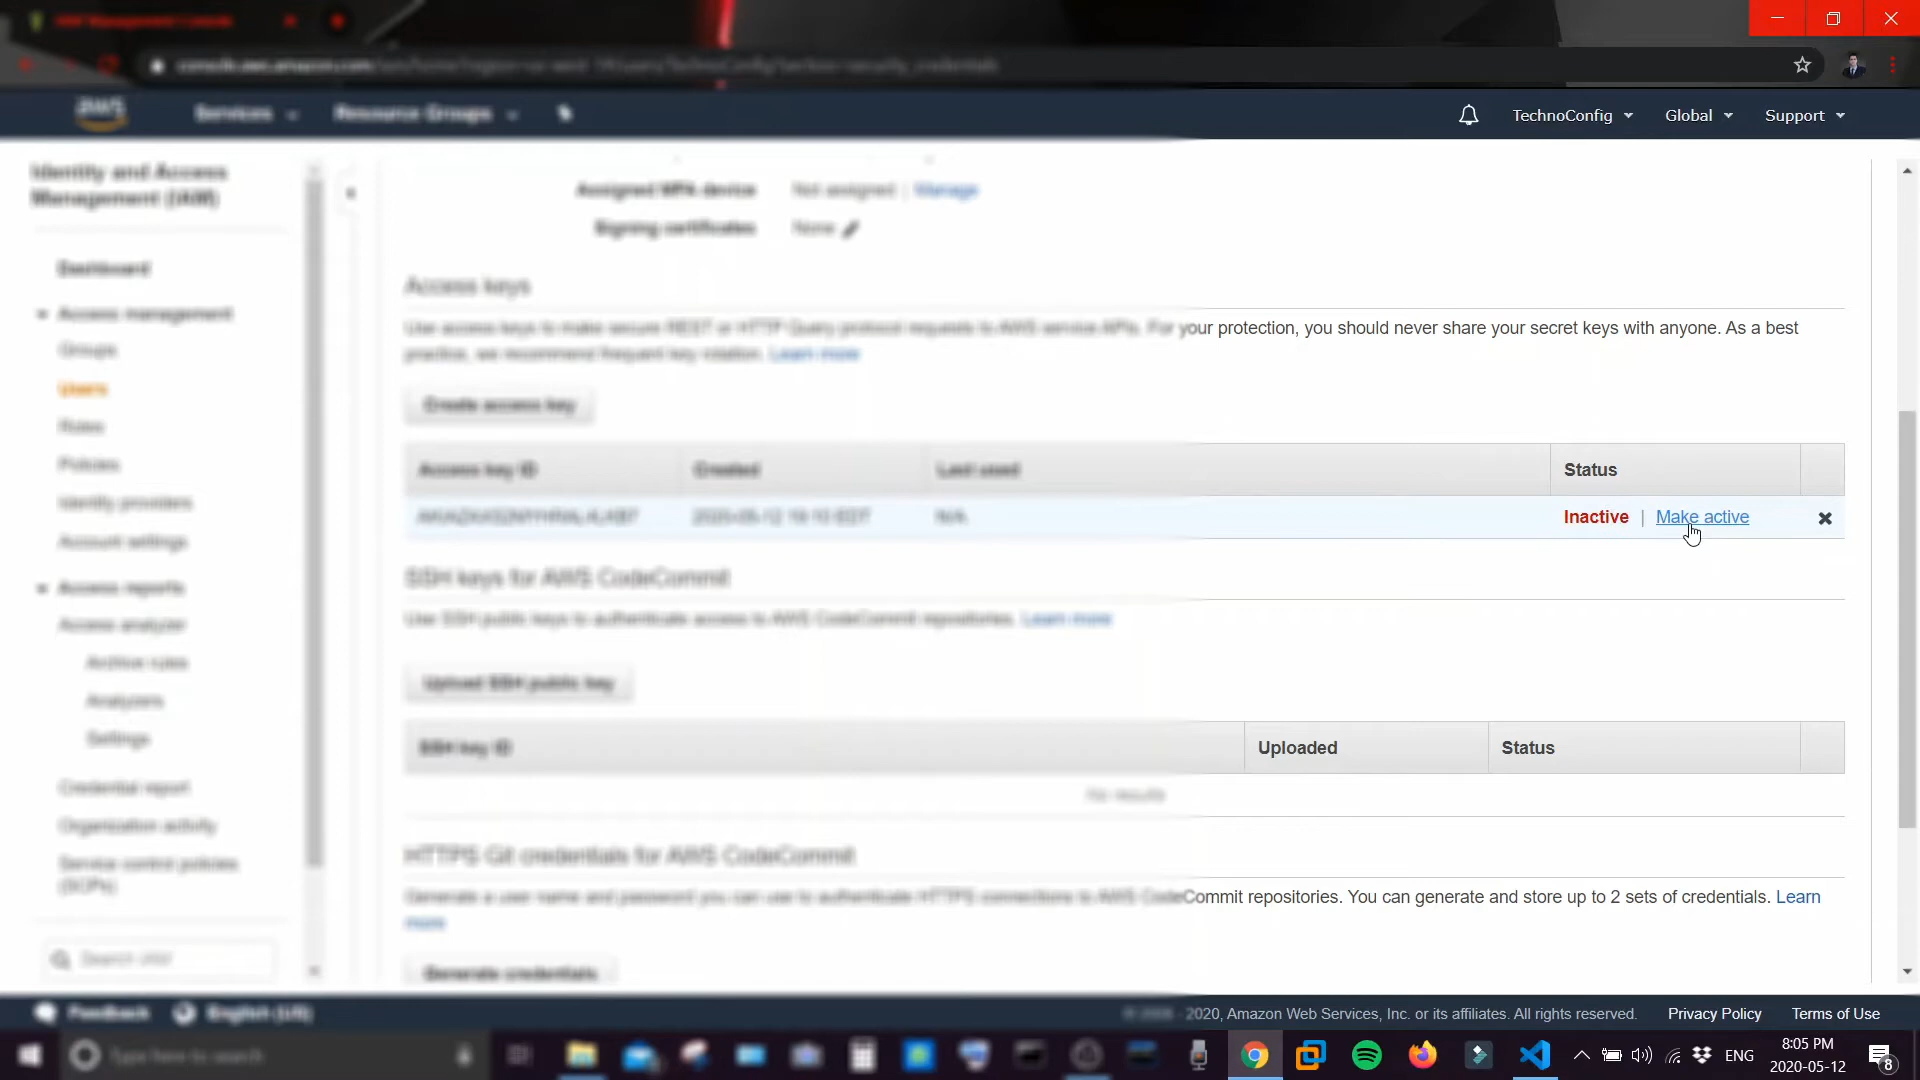 aws
Services
Resource Groups
TechnoConfig
Global
Support
Identity and Access
Management (IAM)
Dashboard
Access management
Groups
Users
Roles
Policies
Identity providers
Account settings
Access reports
Access analyzer
Archive rules
Analyzers
Settings
Credential report
Organization activity
Service control policies
(SCPs)
Search IAM
Assigned MFA device Not assigned | Manage
Signing certificates None
Access keys
Use access keys to make secure REST or HTTP Query protocol requests to AWS service APIs. For your protection, you should never share your secret keys with anyone. As a best
practice, we recommend frequent key rotation. Learn more
Create access key
Access key ID Created Last used Status
2020-05-12 19:10 EDT N/A Inactive | Make active
SSH keys for AWS CodeCommit
Use SSH public keys to authenticate access to AWS CodeCommit repositories. Learn more
Upload SSH public key
SSH key ID Uploaded Status
No results
HTTPS Git credentials for AWS CodeCommit
Generate a user name and password you can use to authenticate HTTPS connections to AWS CodeCommit repositories. You can generate and store up to 2 sets of credentials. Learn
more
Generate credentials
Feedback English (US)
2020, Amazon Web Services, Inc. or its affiliates. All rights reserved. Privacy Policy Terms of Use
Type here to search
ENG
8:05 PM
2020-05-12
8